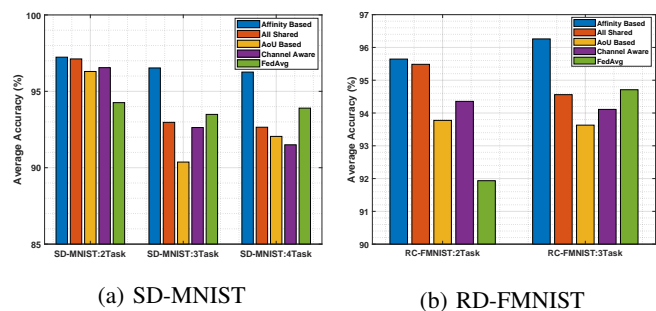 100
95
90
85
Average Accuracy (%)
Affinity Based
All Shared
AoU Based
Channel Aware
FedAvg
SD-MNIST:2Task SD-MNIST:3Task SD-MNIST:4Task
(a) SD-MNIST
97
96
95
94
93
92
91
90
Average Accuracy (%)
Affinity Based
All Shared
AoU Based
Channel Aware
FedAvg
RC-FMNIST:2Task RC-FMNIST:3Task
(b) RD-FMNIST